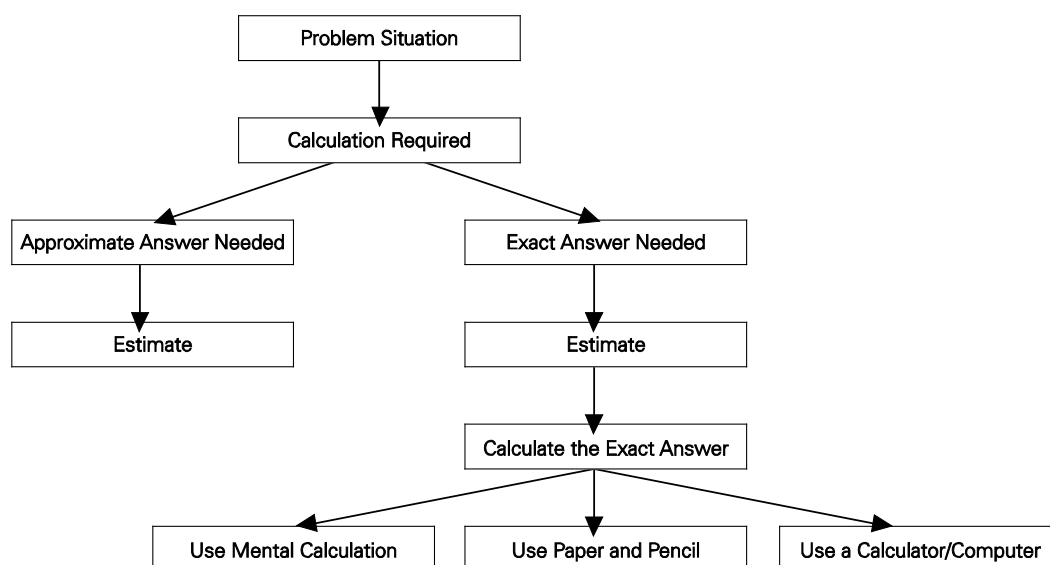 Problem Situation
Calculation Required
Approximate Answer Needed
Exact Answer Needed
Estimate
Estimate
Calculate the Exact Answer
Use Mental Calculation
Use Paper and Pencil
Use a Calculator/Computer